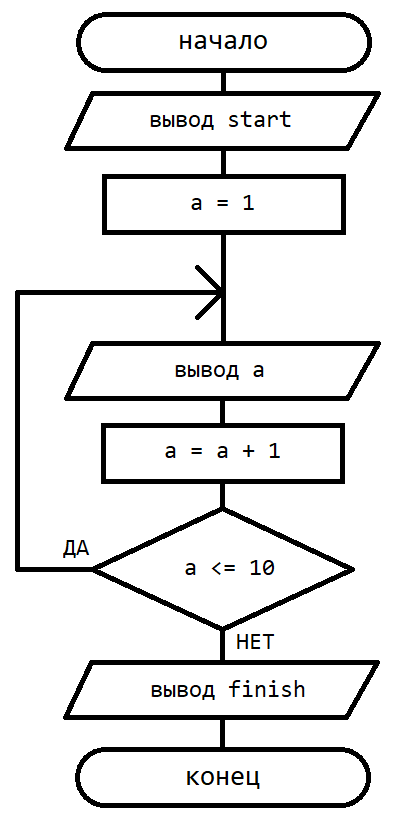 начало
вывод start
a = 1
вывод a
a = a + 1
ДА
a <= 10
НЕТ
вывод finish
конец